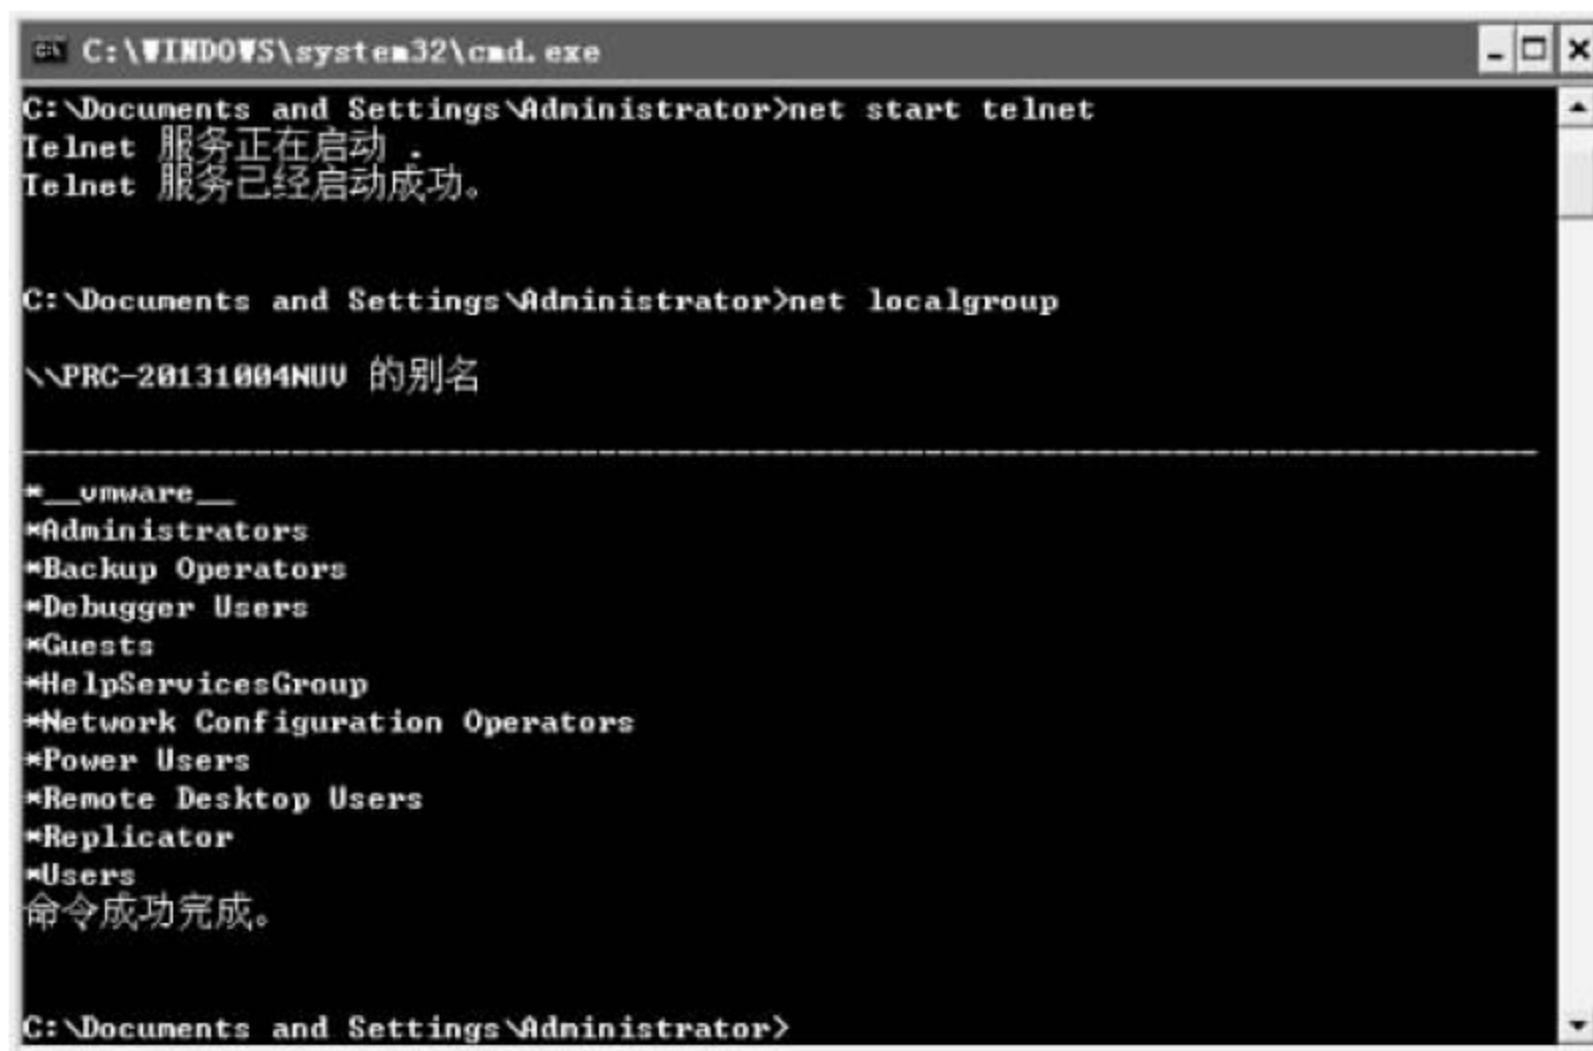 C:\WINDOWS\system32\cmd.exe
C:\Documents and Settings\Administrator>net start telnet
Telnet 服务正在启动 .
Telnet 服务已经启动成功。
C:\Documents and Settings\Administrator>net localgroup
\\PRC-20131004NUV 的别名
-------------------------------------------------------------------------------
*__vmware__
*Administrators
*Backup Operators
*Debugger Users
*Guests
*HelpServicesGroup
*Network Configuration Operators
*Power Users
*Remote Desktop Users
*Replicator
*Users
命令成功完成。
C:\Documents and Settings\Administrator>